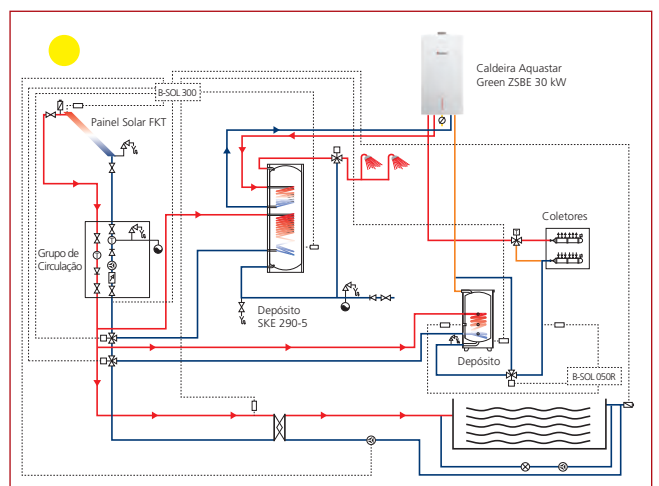 B-SOL 300
Painel Solar FKT
Caldeira Aquastar
Green ZSBE 30 kW
Grupo de
Circulação
Depósito
SKE 290-5
Coletores
T
Depósito
B-SOL 050R